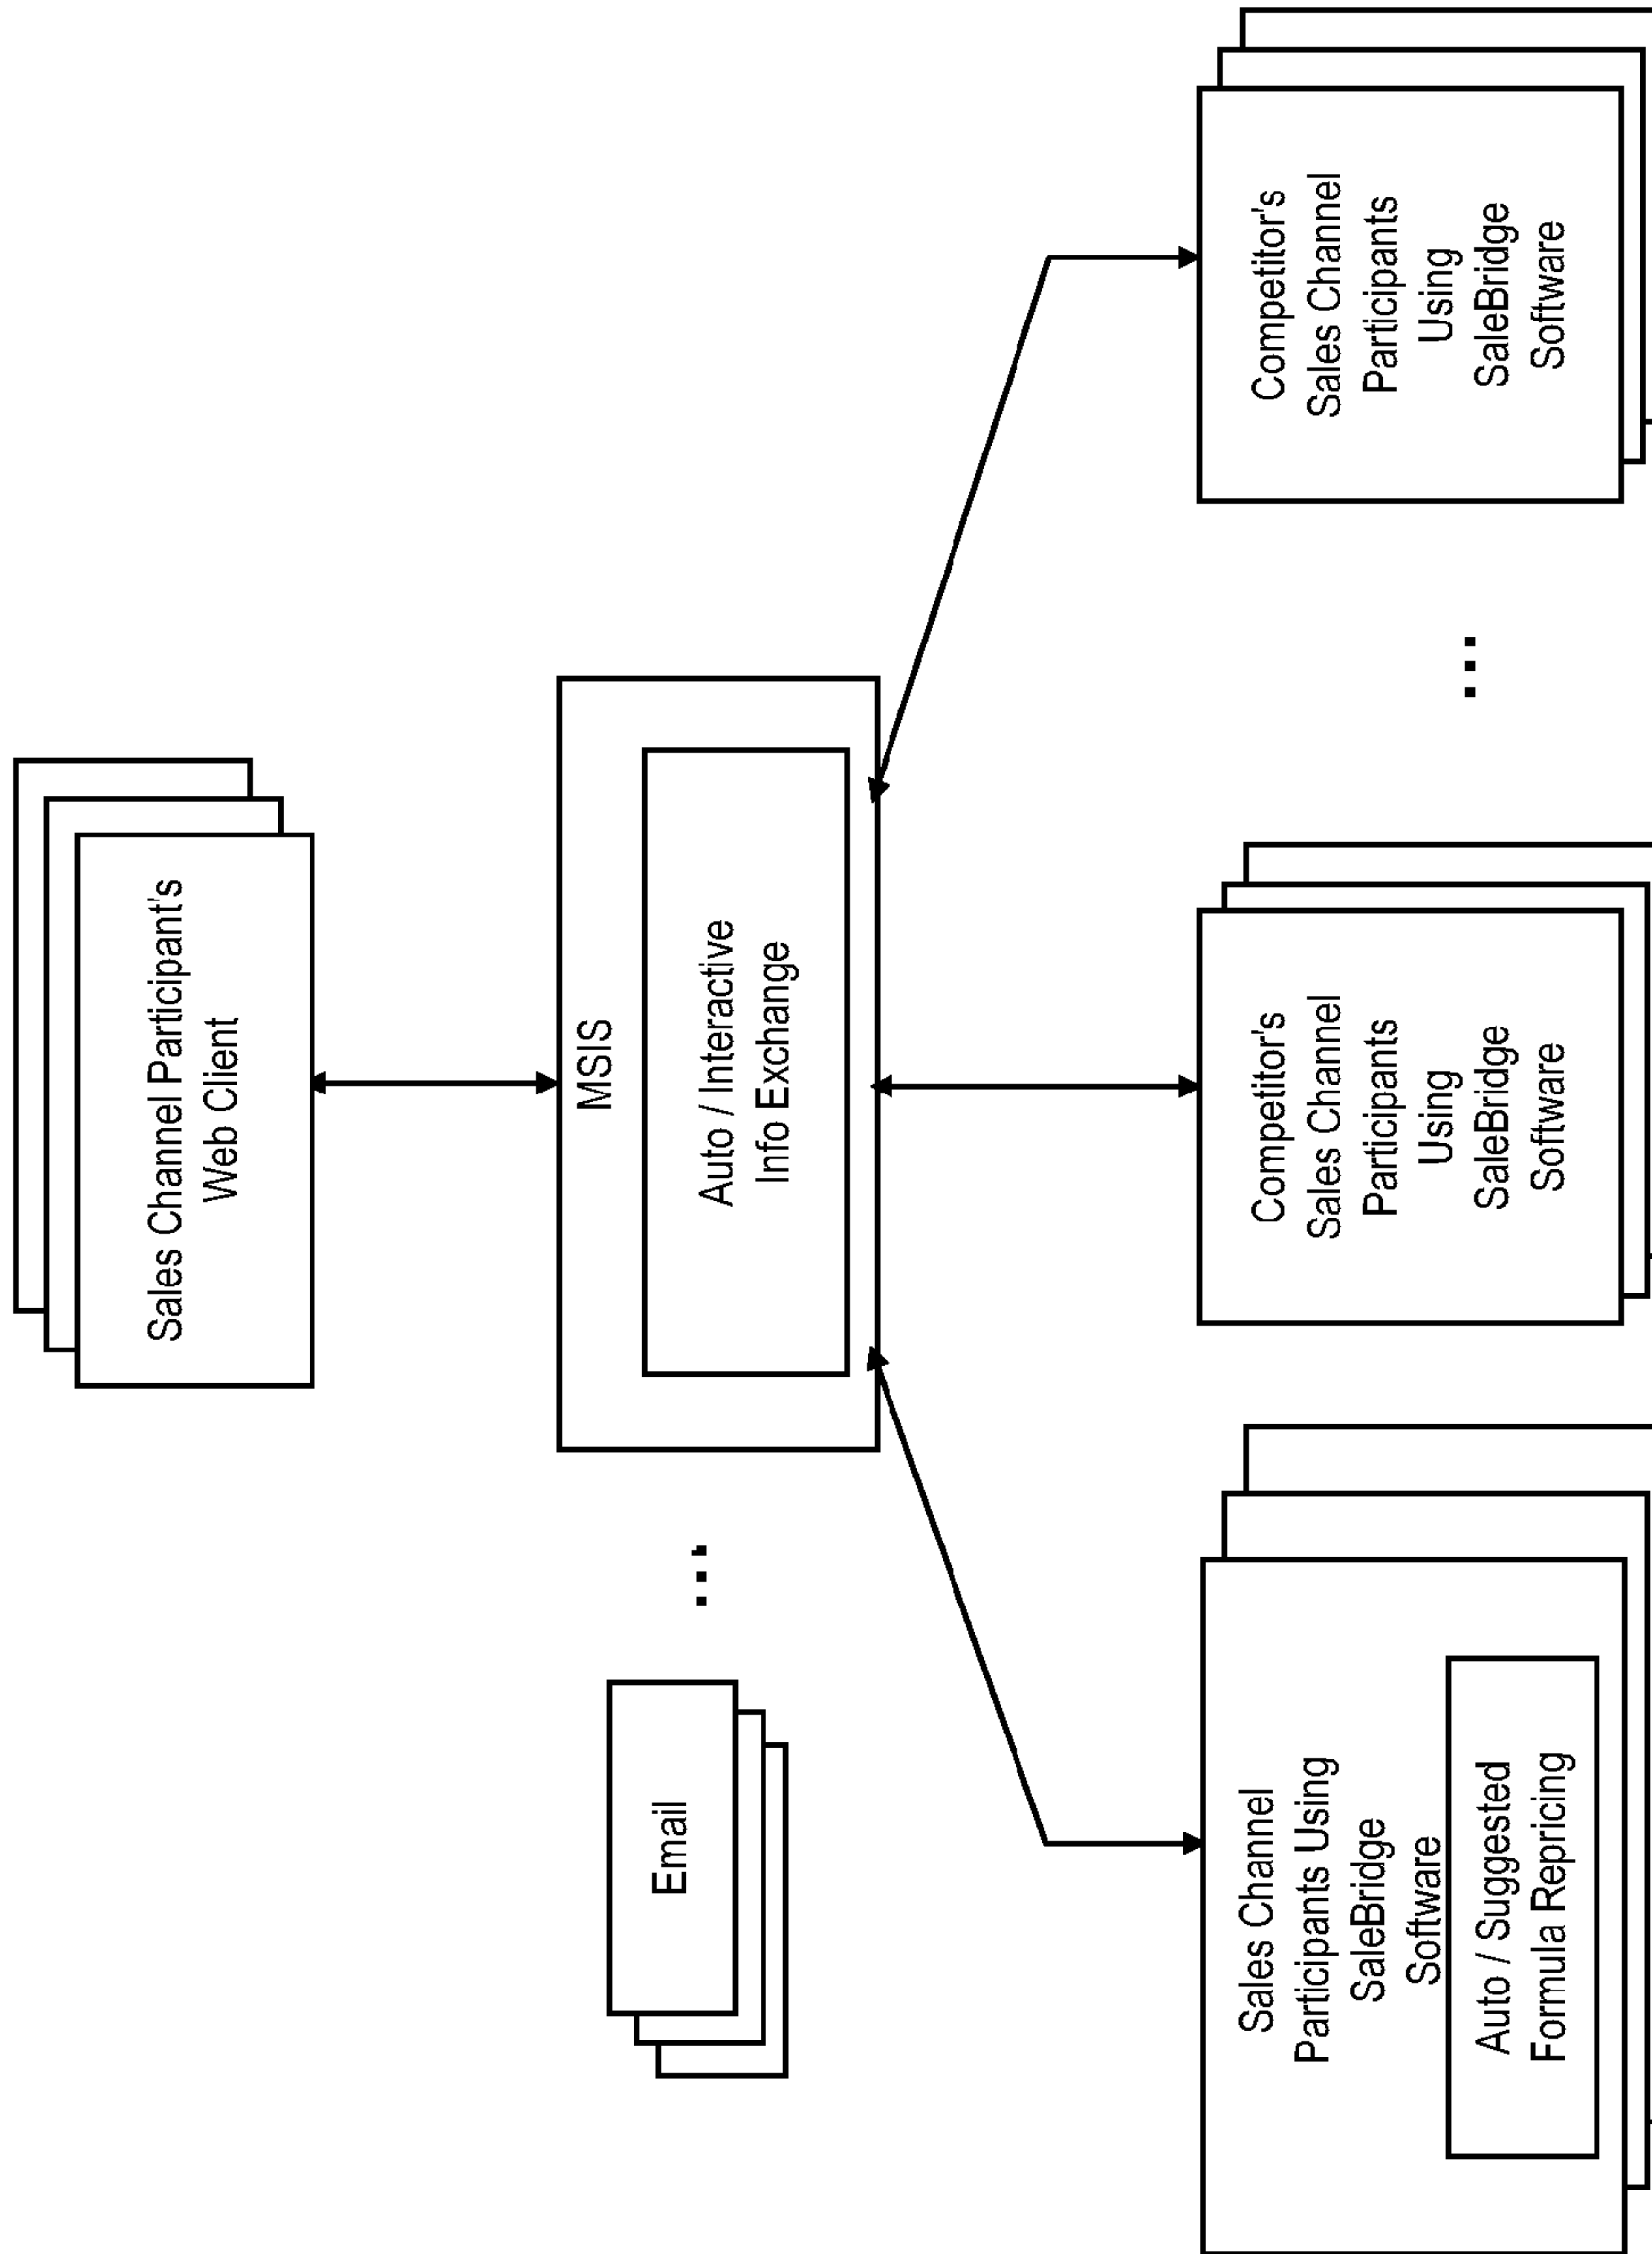 Sales Channel Participant's
Web Client
Email
...
MSIS
Auto / Interactive
Info Exchange
Sales Channel
Participants Using
SaleBridge
Software
Auto / Suggested
Formula Repricing
Competitor's
Sales Channel
Participants
Using
SaleBridge
Software
...
Competitor's
Sales Channel
Participants
Using
SaleBridge
Software